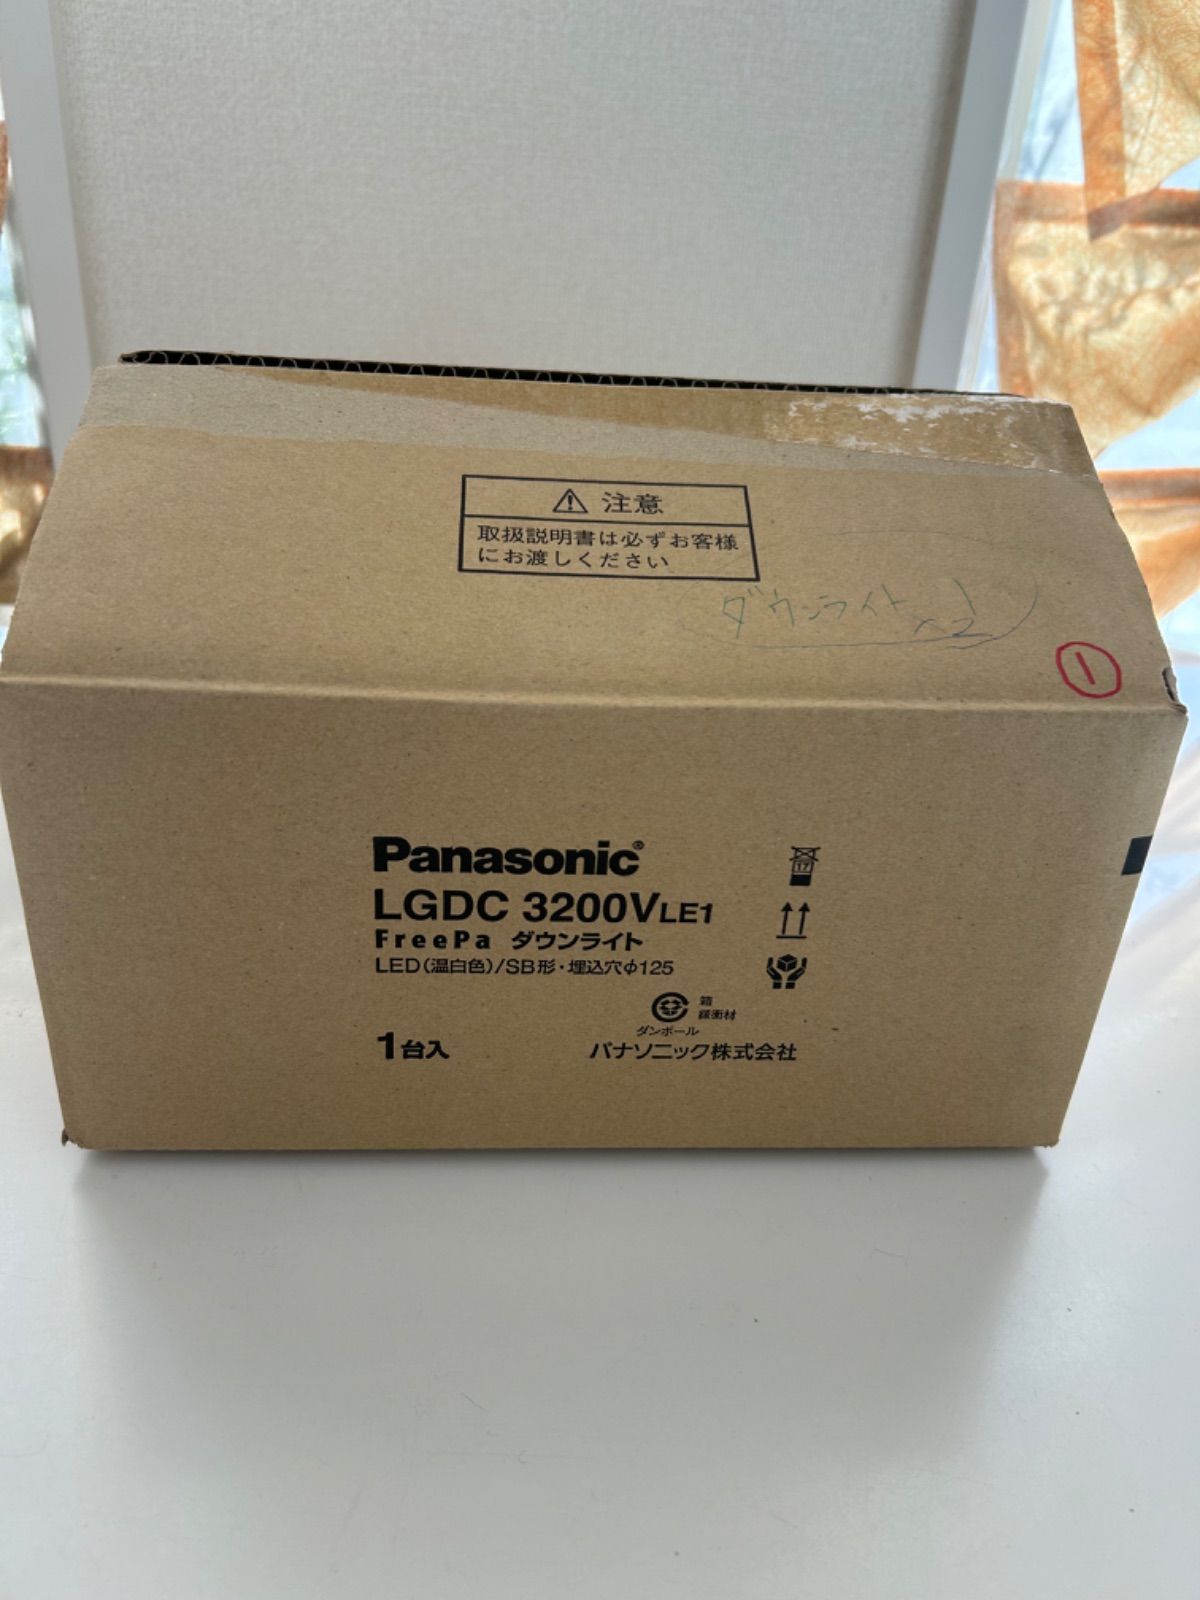 注意
取扱説明書は必ずお客様
にお渡しください
ダウンライト
×2
1
Panasonic®
LGDC 3200VLE1
FreePa ダウンライト
LED(温白色)/SB形・埋込穴φ125
17
箱
緩衝材
ダンボール
1台入
パナソニック株式会社